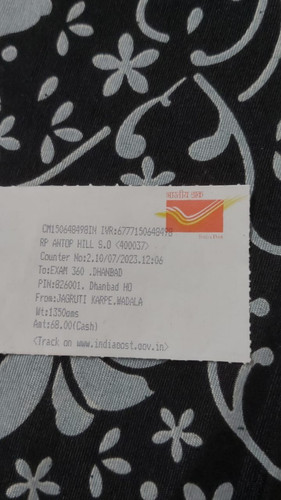 भारतीय डाक
CM150648498IN IVR:6777150648498
RP ANTOP HILL S.O <400037>
Counter No:2,10/07/2023,12:06
To:EXAM 360 ,DHANBAD
PIN:826001, Dhanbad HO
From:JAGRUTI KARPE,WADALA
Wt:1350gms
Amt:68.00(Cash)
<Track on www.indiapost.gov.in>